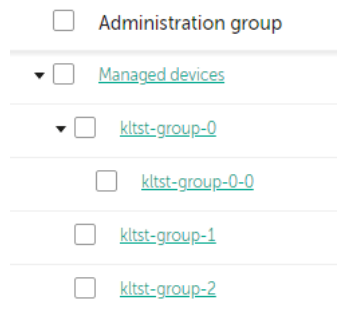 Administration group
Managed devices
kltst-group-0
kltst-group-0-0
kltst-group-1
kltst-group-2